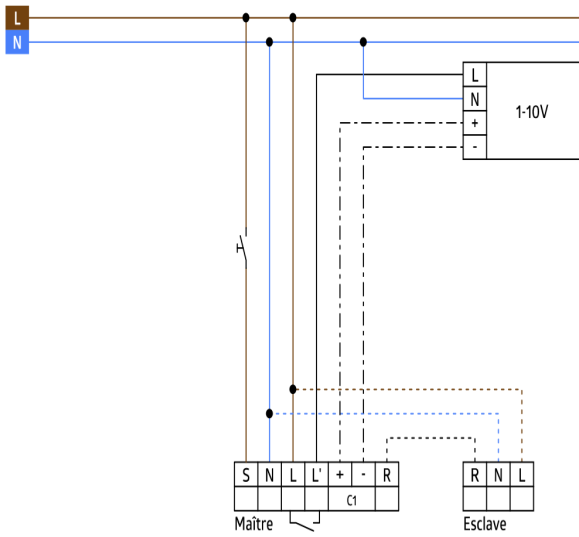 L
N
L
N
+
-
1-10V
S N L L' + - R
C1
Maître
R N L
Esclave